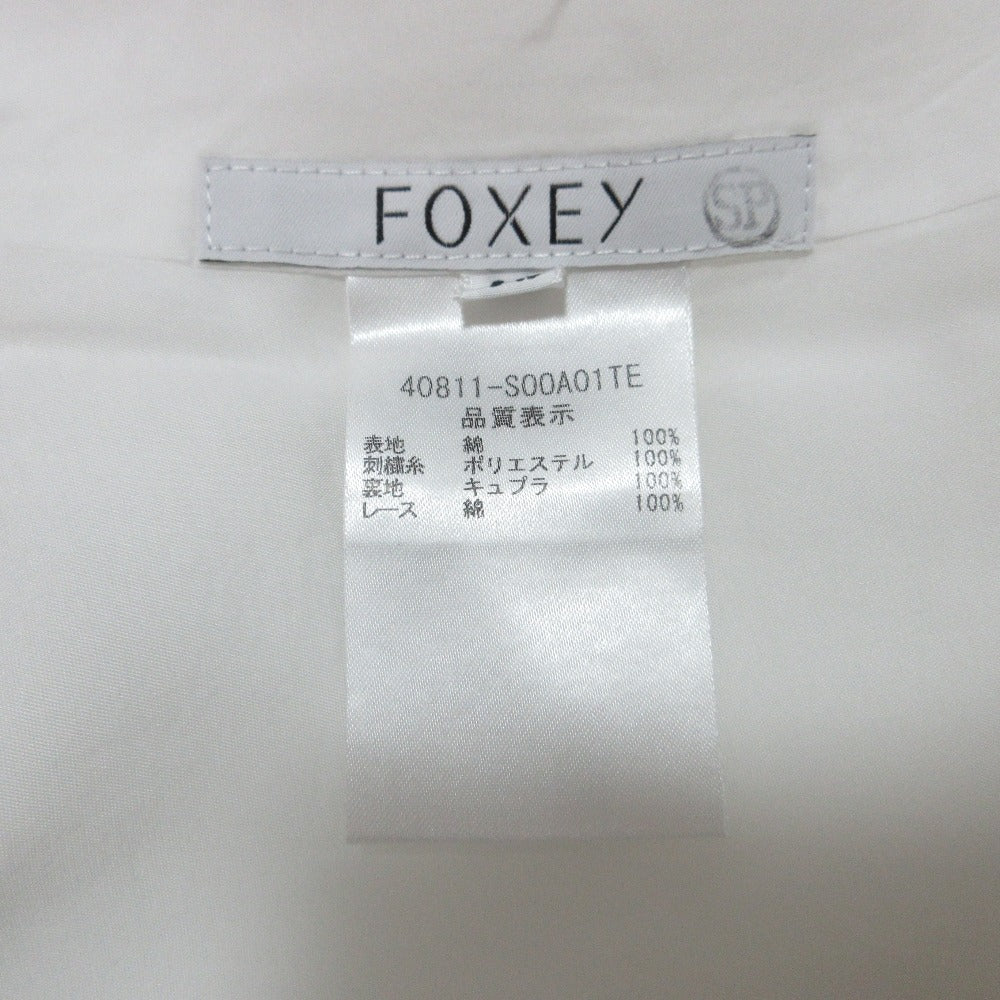 FOXEY SP
40811-S00A01TE
品質表示
表地 綿 100%
刺繍糸 ポリエステル 100%
裏地 キュプラ 100%
レース 綿 100%